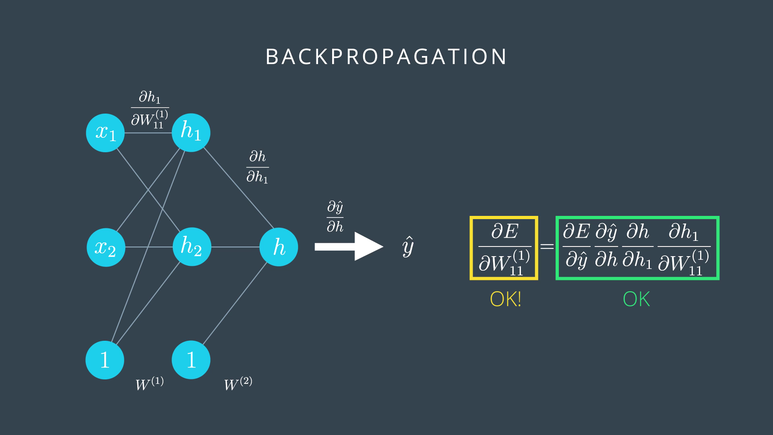 BACKPROPAGATION
∂h₁/∂W₁₁⁽¹⁾
x₁ h₁
∂h/∂h₁
∂ŷ/∂h
x₂ h₂ h ŷ
∂E/∂W₁₁⁽¹⁾ = ∂E/∂ŷ ∂ŷ/∂h ∂h/∂h₁ ∂h₁/∂W₁₁⁽¹⁾
OK! OK
1 1
W⁽¹⁾ W⁽²⁾